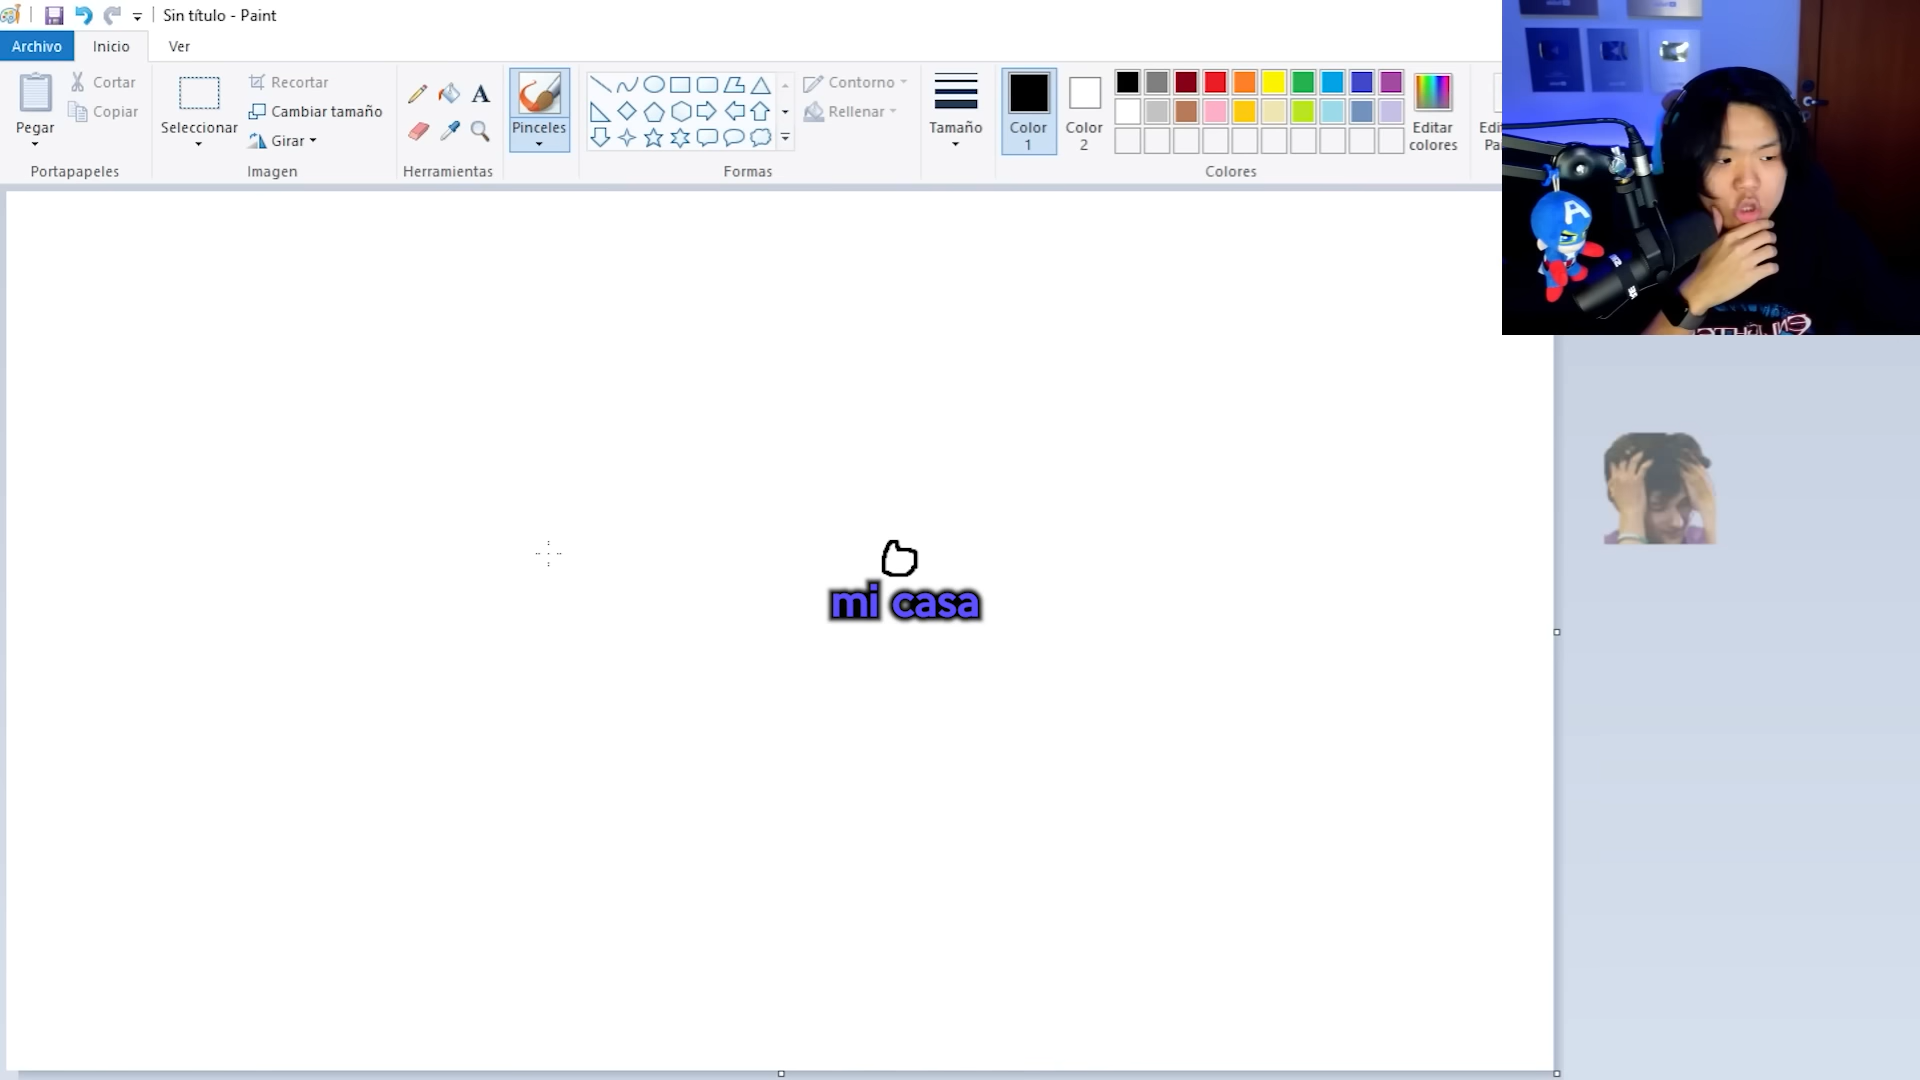 Sin título - Paint
Archivo Inicio Ver
Pegar
Cortar
Copiar
Portapapeles
Seleccionar
Recortar
Cambiar tamaño
Girar
Imagen
A
Herramientas
Pinceles
Contorno
Rellenar
Formas
Tamaño
Color 1
Color 2
Editar colores
Colores
A
mi casa